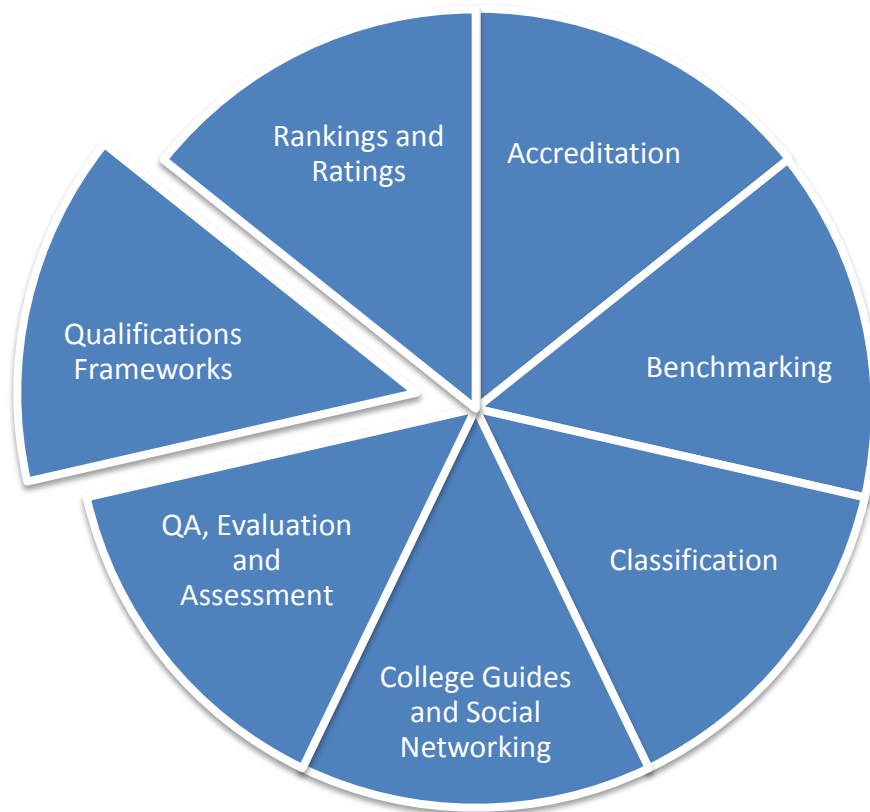 Rankings and
Ratings
Accreditation
Qualifications
Frameworks
Benchmarking
QA, Evaluation
and
Assessment
Classification
College Guides
and Social
Networking